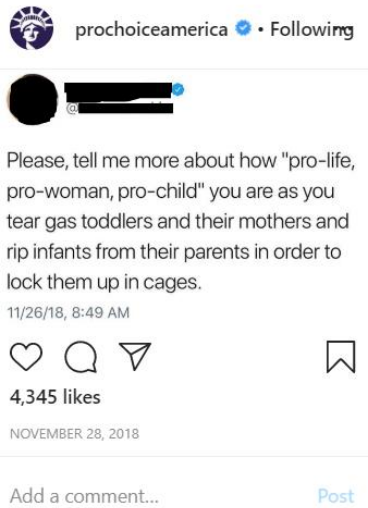 prochoiceamerica • Following
@
Please, tell me more about how "pro-life,
pro-woman, pro-child" you are as you
tear gas toddlers and their mothers and
rip infants from their parents in order to
lock them up in cages.
11/26/18, 8:49 AM
4,345 likes
NOVEMBER 28, 2018
Add a comment...
Post